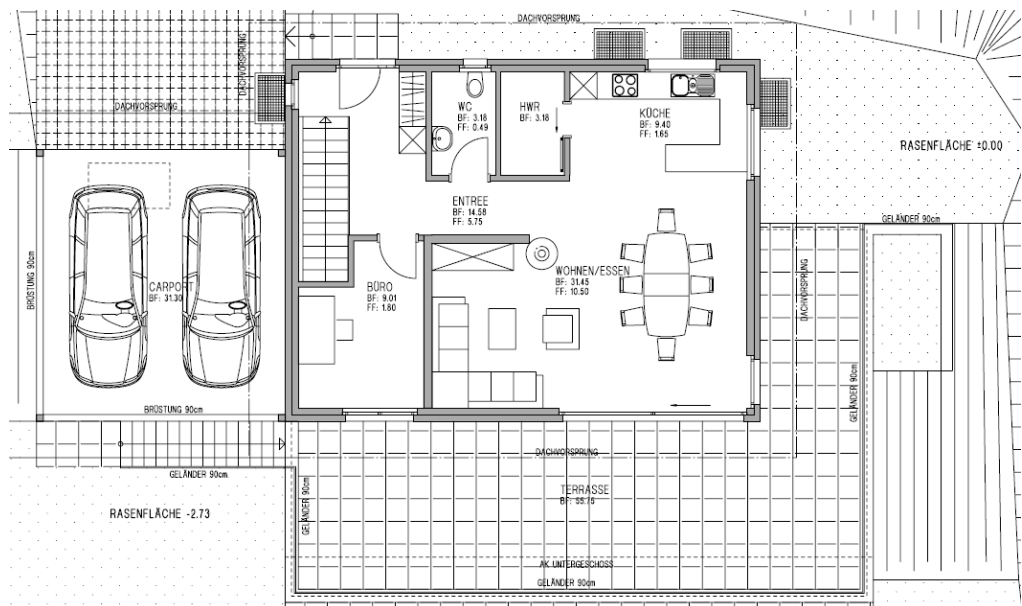 DACHVORSPRUNG
DACHVORSPRUNG
DACHVORSPRUNG
WC
BF: 3.18
FF: 0.49
HWR
BF: 3.18
KÜCHE
BF: 9.40
FF: 1.65
RASENFLÄCHE ±0.00
ENTREE
BF: 14.58
FF: 5.75
GELÄNDER 90cm
BRÜSTUNG 90cm
CARPORT
BF: 31.30
BÜRO
BF: 9.01
FF: 1.80
WOHNEN/ESSEN
BF: 31.45
FF: 10.50
DACHVORSPRUNG
GELÄNDER 90cm
BRÜSTUNG 90cm
GELÄNDER 90cm
DACHVORSPRUNG
GELÄNDER 90cm
TERRASSE
BF: 55.75
RASENFLÄCHE -2.73
AK UNTERGESCHOSS
GELÄNDER 90cm